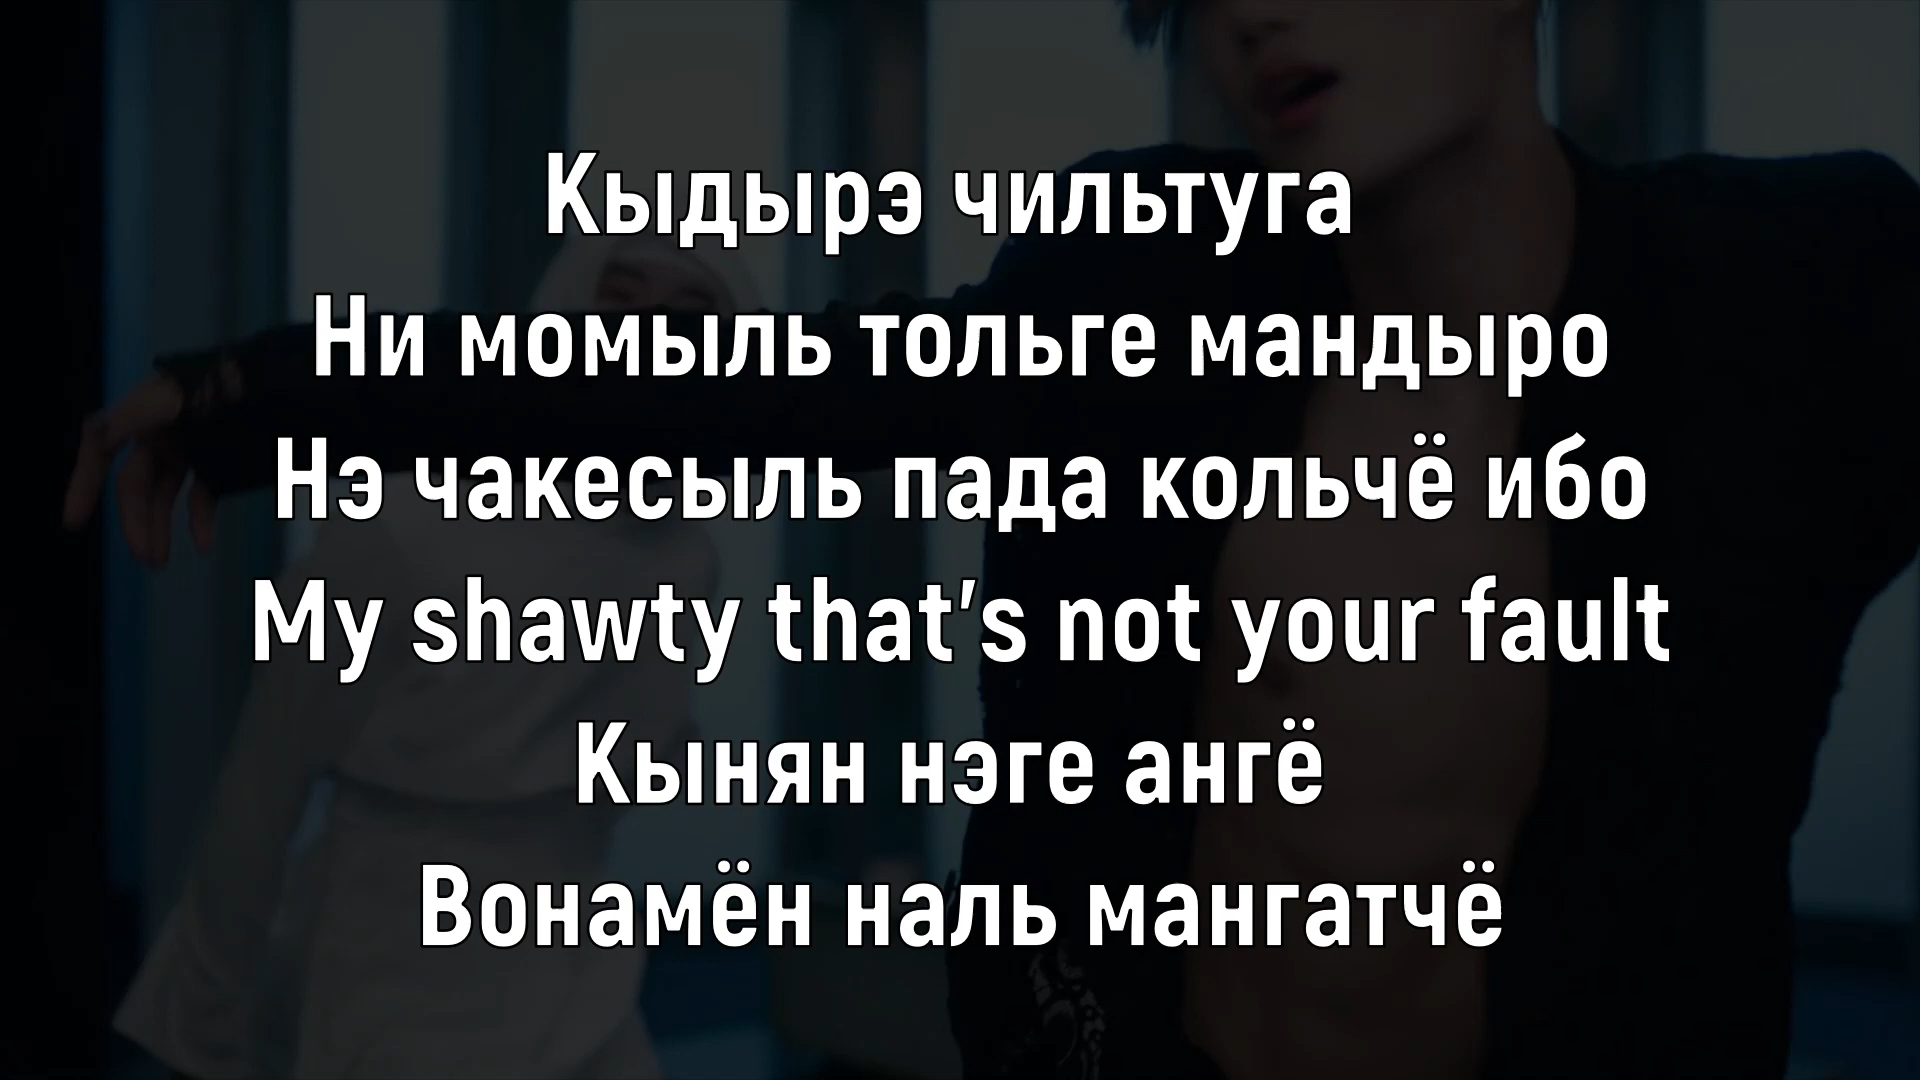 Кыдырэ чильтуга
Ни момыль тольге мандыро
Нэ чакесыль пада кольчё ибо
My shawty that's not your fault
Кынян нэге ангё
Вонамён наль мангатчё